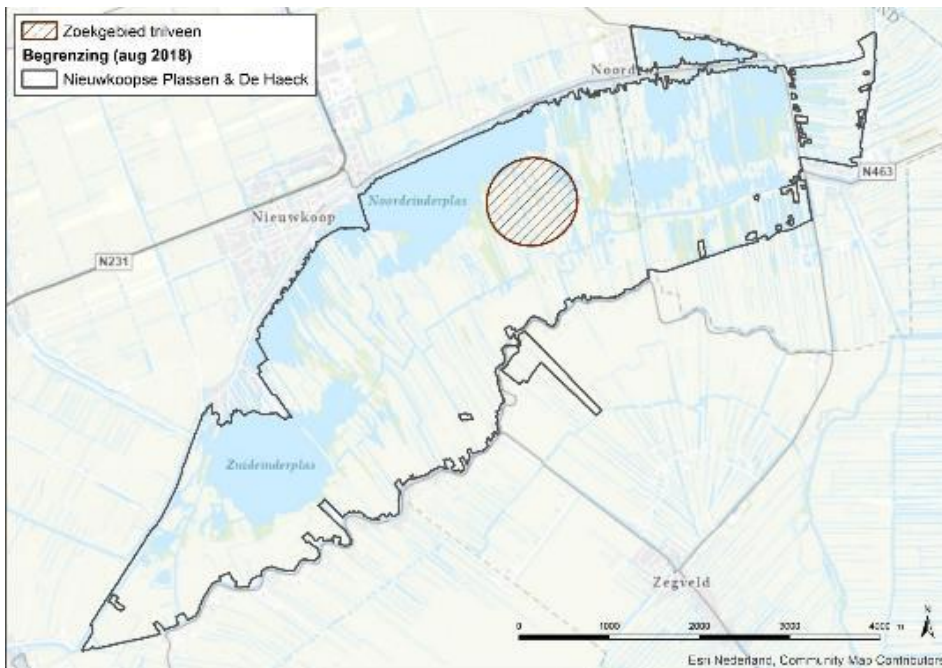 Zoekgebied trilveen
Begrenzing (aug 2018)
Nieuwkoopse Plassen & De Haeck
N463
Noordeinderplas
Nieuwkoop
N231
Zuideinderplas
Zegveld
N
0 1000 2000 3000 4000 m
Esri Nederland, Community Map Contributors